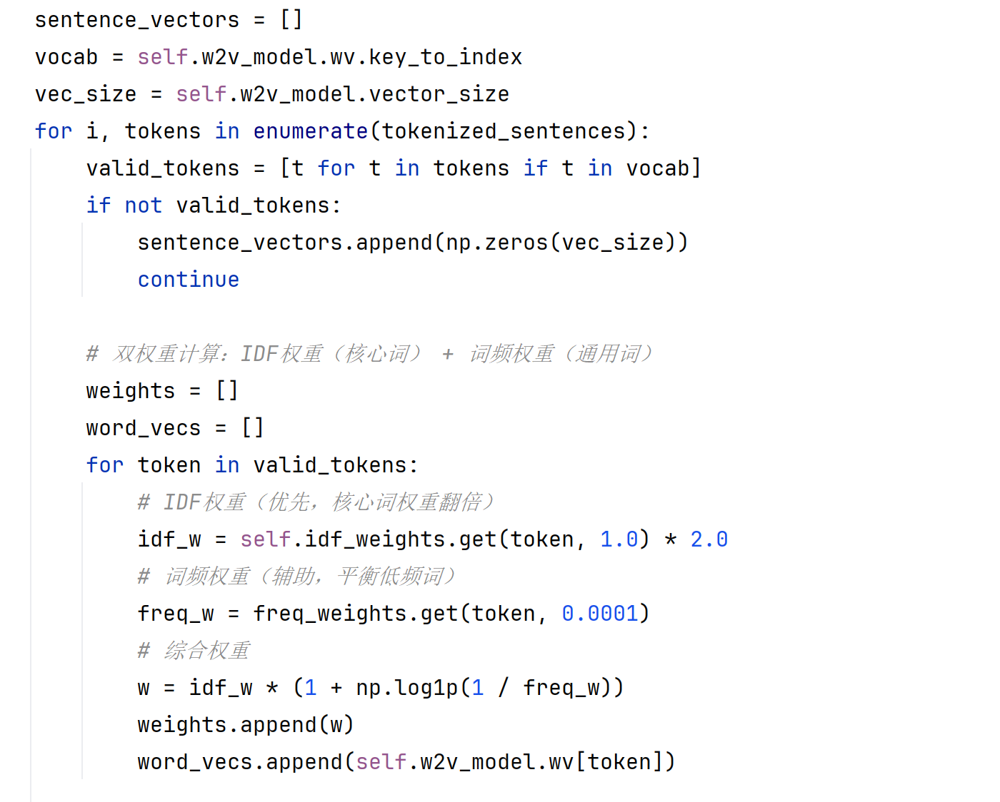 sentence_vectors = []
vocab = self.w2v_model.wv.key_to_index
vec_size = self.w2v_model.vector_size
for i, tokens in enumerate(tokenized_sentences):
    valid_tokens = [t for t in tokens if t in vocab]
    if not valid_tokens:
        sentence_vectors.append(np.zeros(vec_size))
        continue

    # 双权重计算：IDF权重（核心词） + 词频权重（通用词）
    weights = []
    word_vecs = []
    for token in valid_tokens:
        # IDF权重（优先，核心词权重翻倍）
        idf_w = self.idf_weights.get(token, 1.0) * 2.0
        # 词频权重（辅助，平衡低频词）
        freq_w = freq_weights.get(token, 0.0001)
        # 综合权重
        w = idf_w * (1 + np.log1p(1 / freq_w))
        weights.append(w)
        word_vecs.append(self.w2v_model.wv[token])